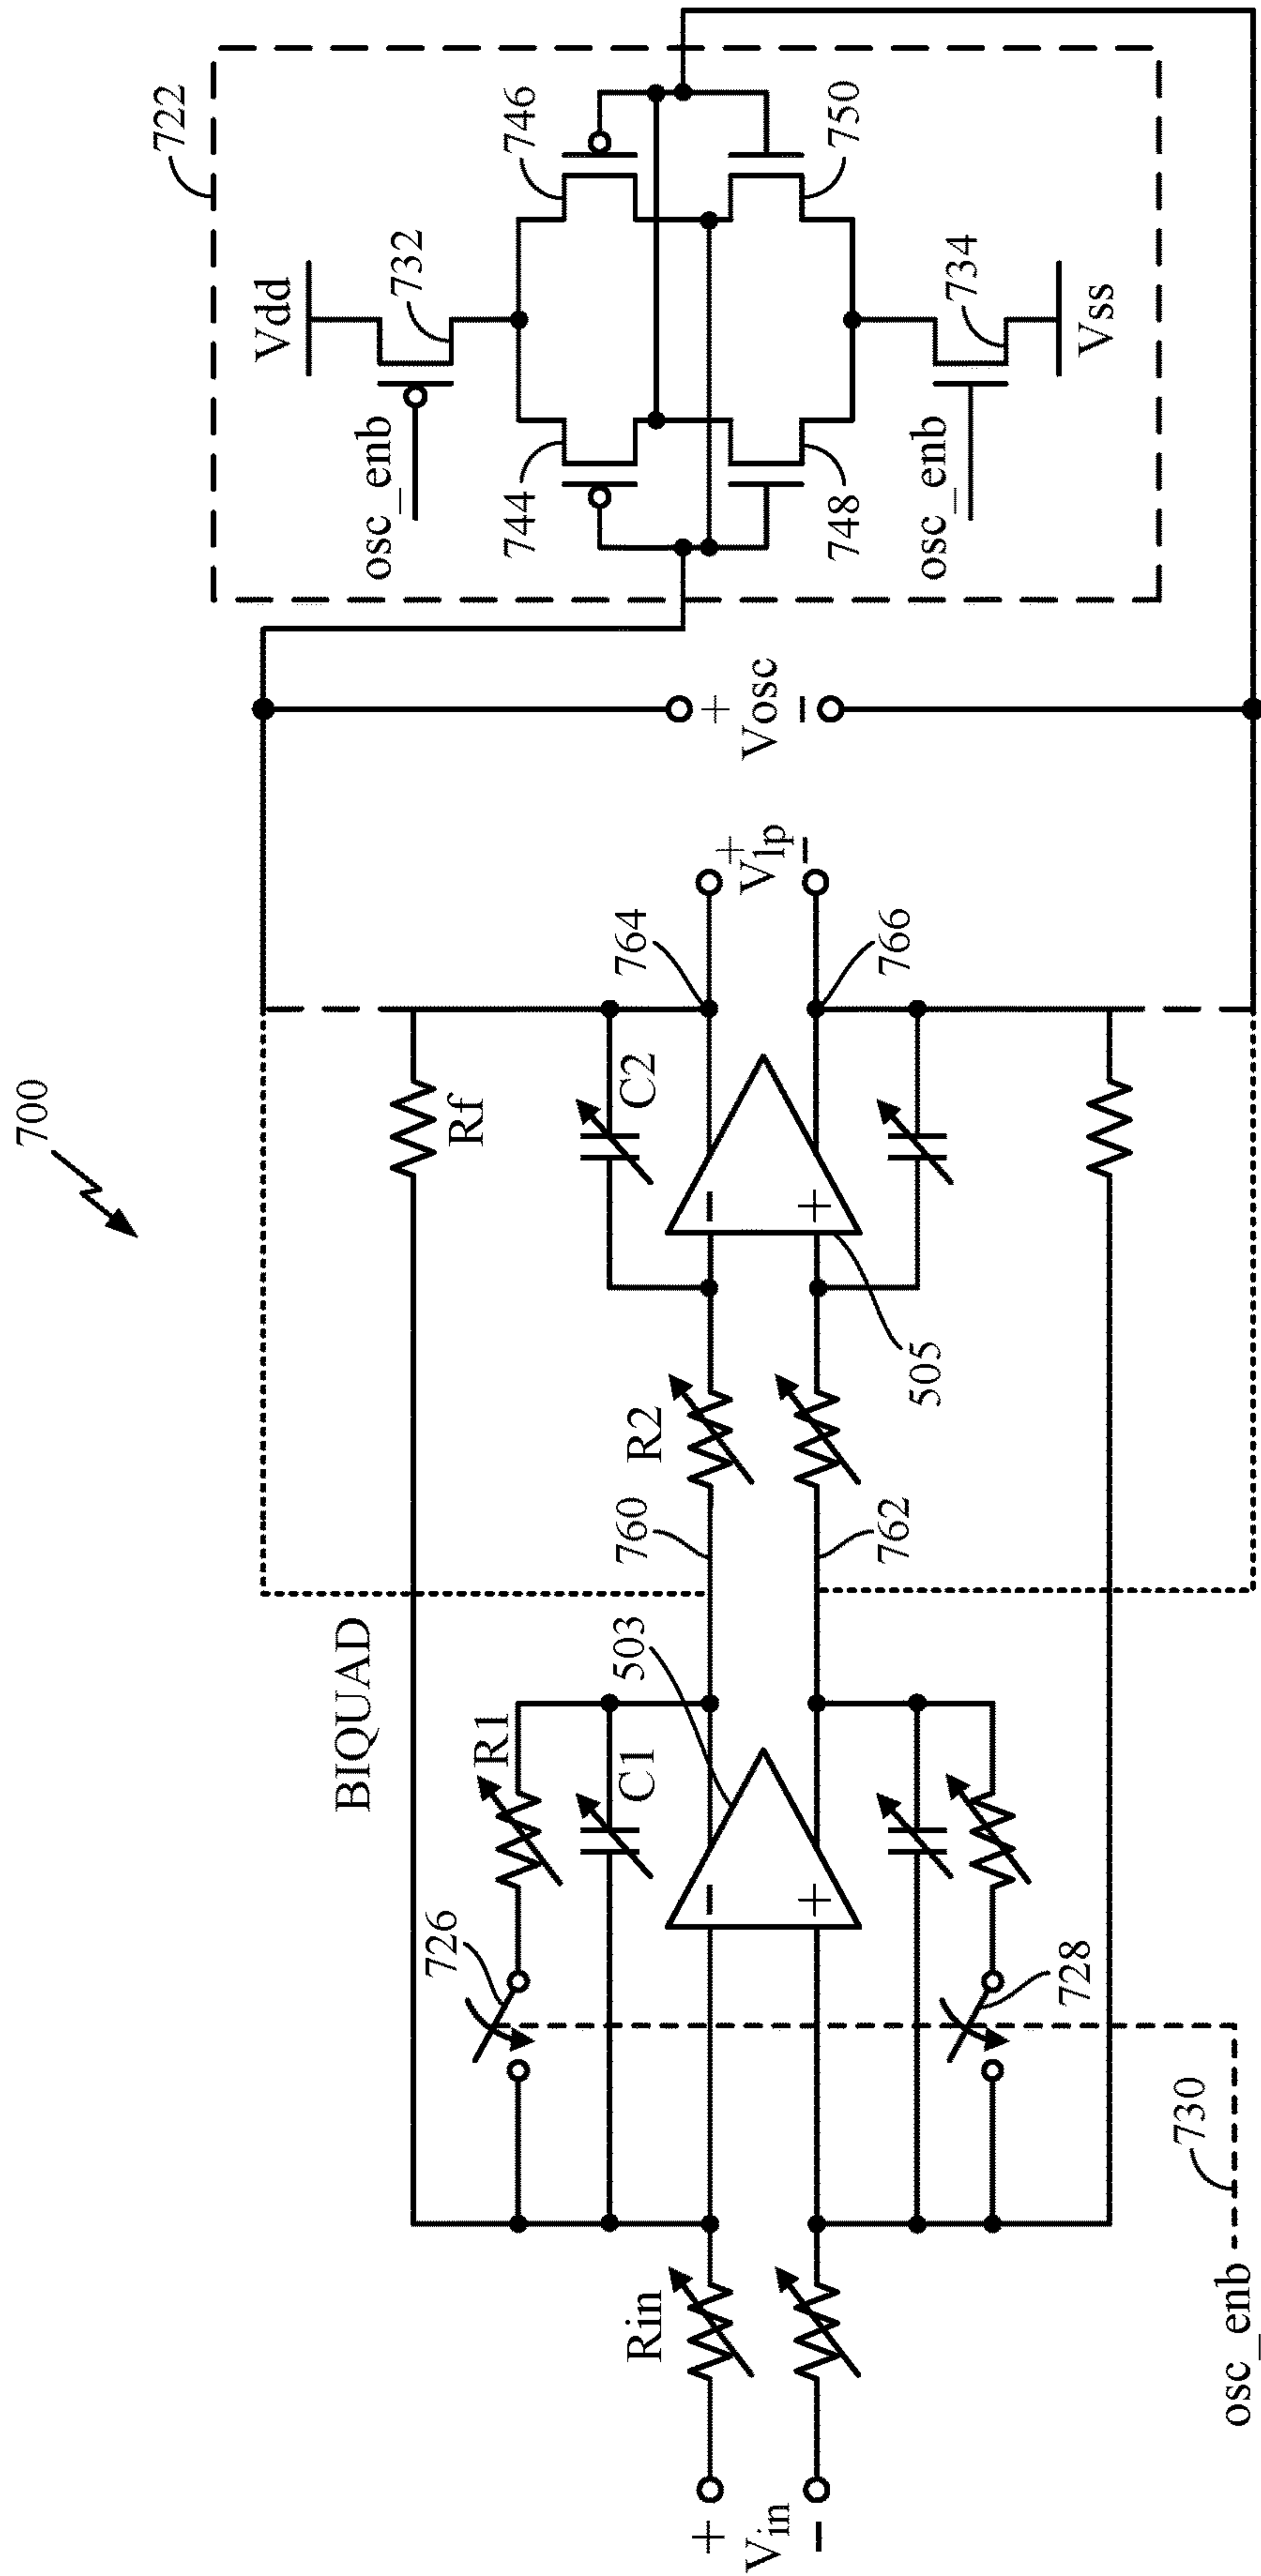 700
BIQUAD
Rf
R1
C1
726
503
760
R2
C2
764
Rin
+
Vin
−
−
+
−
+
+
Vlp
−
762
505
766
728
730
osc_enb
+
Vosc
−
722
Vdd
osc_enb
732
744
746
748
750
osc_enb
734
Vss